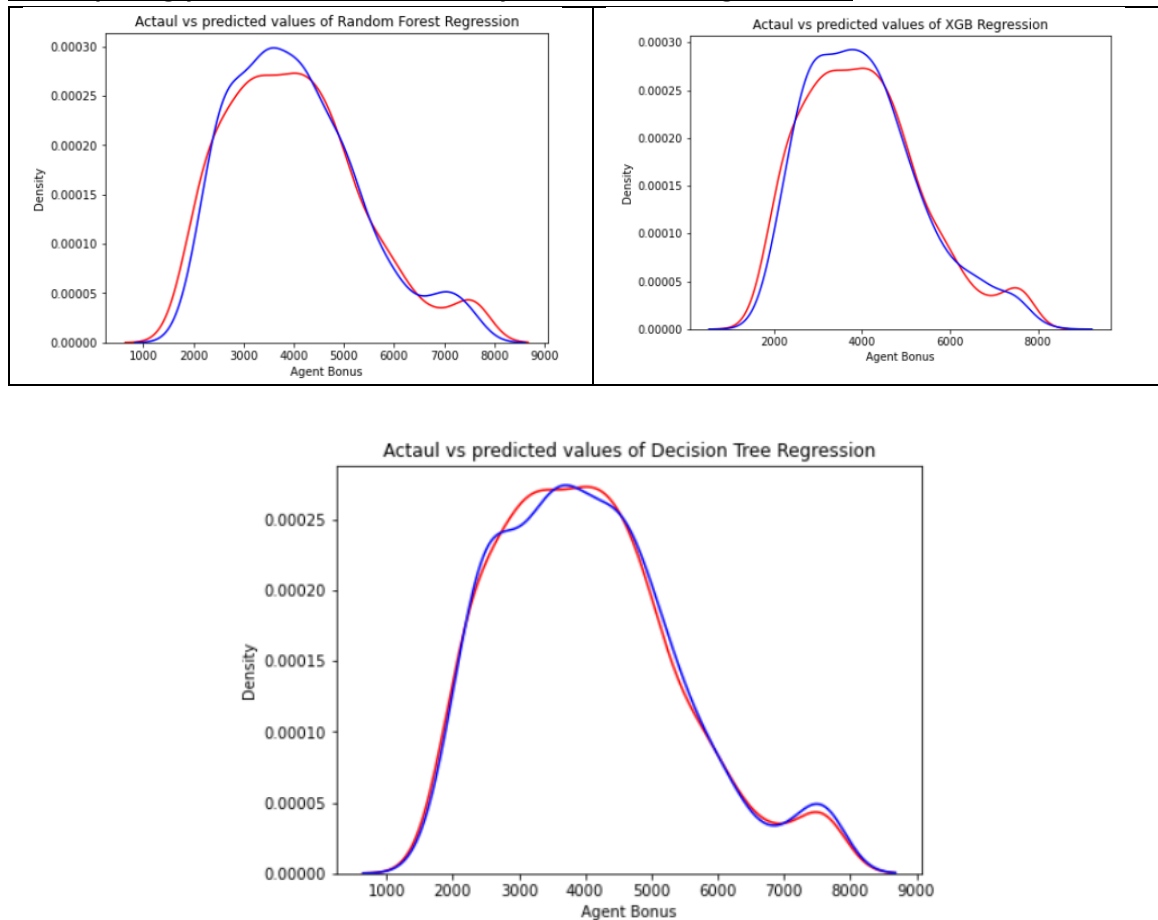 Actaul vs predicted values of Random Forest Regression
0.00030
0.00025
0.00020
0.00015
0.00010
0.00005
0.00000
Density
1000 2000 3000 4000 5000 6000 7000 8000 9000
Agent Bonus
Actaul vs predicted values of XGB Regression
0.00030
0.00025
0.00020
0.00015
0.00010
0.00005
0.00000
Density
2000 4000 6000 8000
Agent Bonus
Actaul vs predicted values of Decision Tree Regression
0.00025
0.00020
0.00015
0.00010
0.00005
0.00000
Density
1000 2000 3000 4000 5000 6000 7000 8000 9000
Agent Bonus